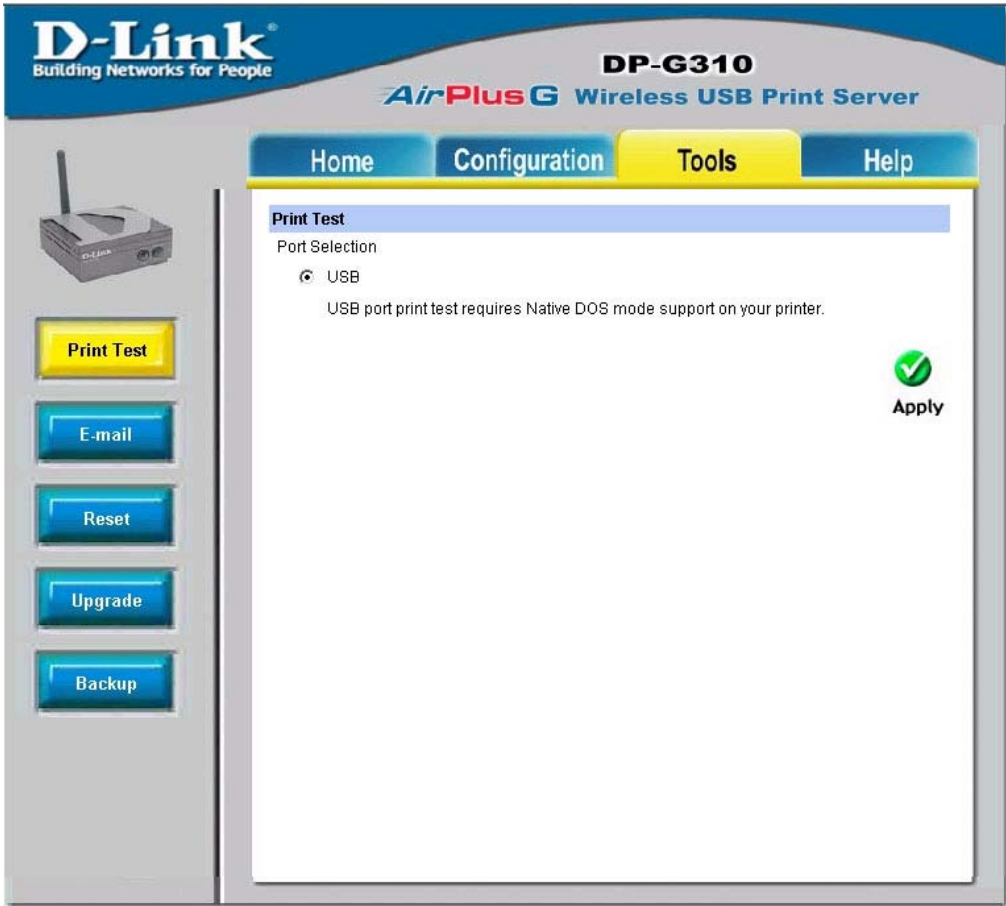 D-Link®
Building Networks for People
DP-G310
AirPlus G Wireless USB Print Server
Home
Configuration
Tools
Help
D-Link
Print Test
E-mail
Reset
Upgrade
Backup
Print Test
Port Selection
USB
USB port print test requires Native DOS mode support on your printer.
Apply